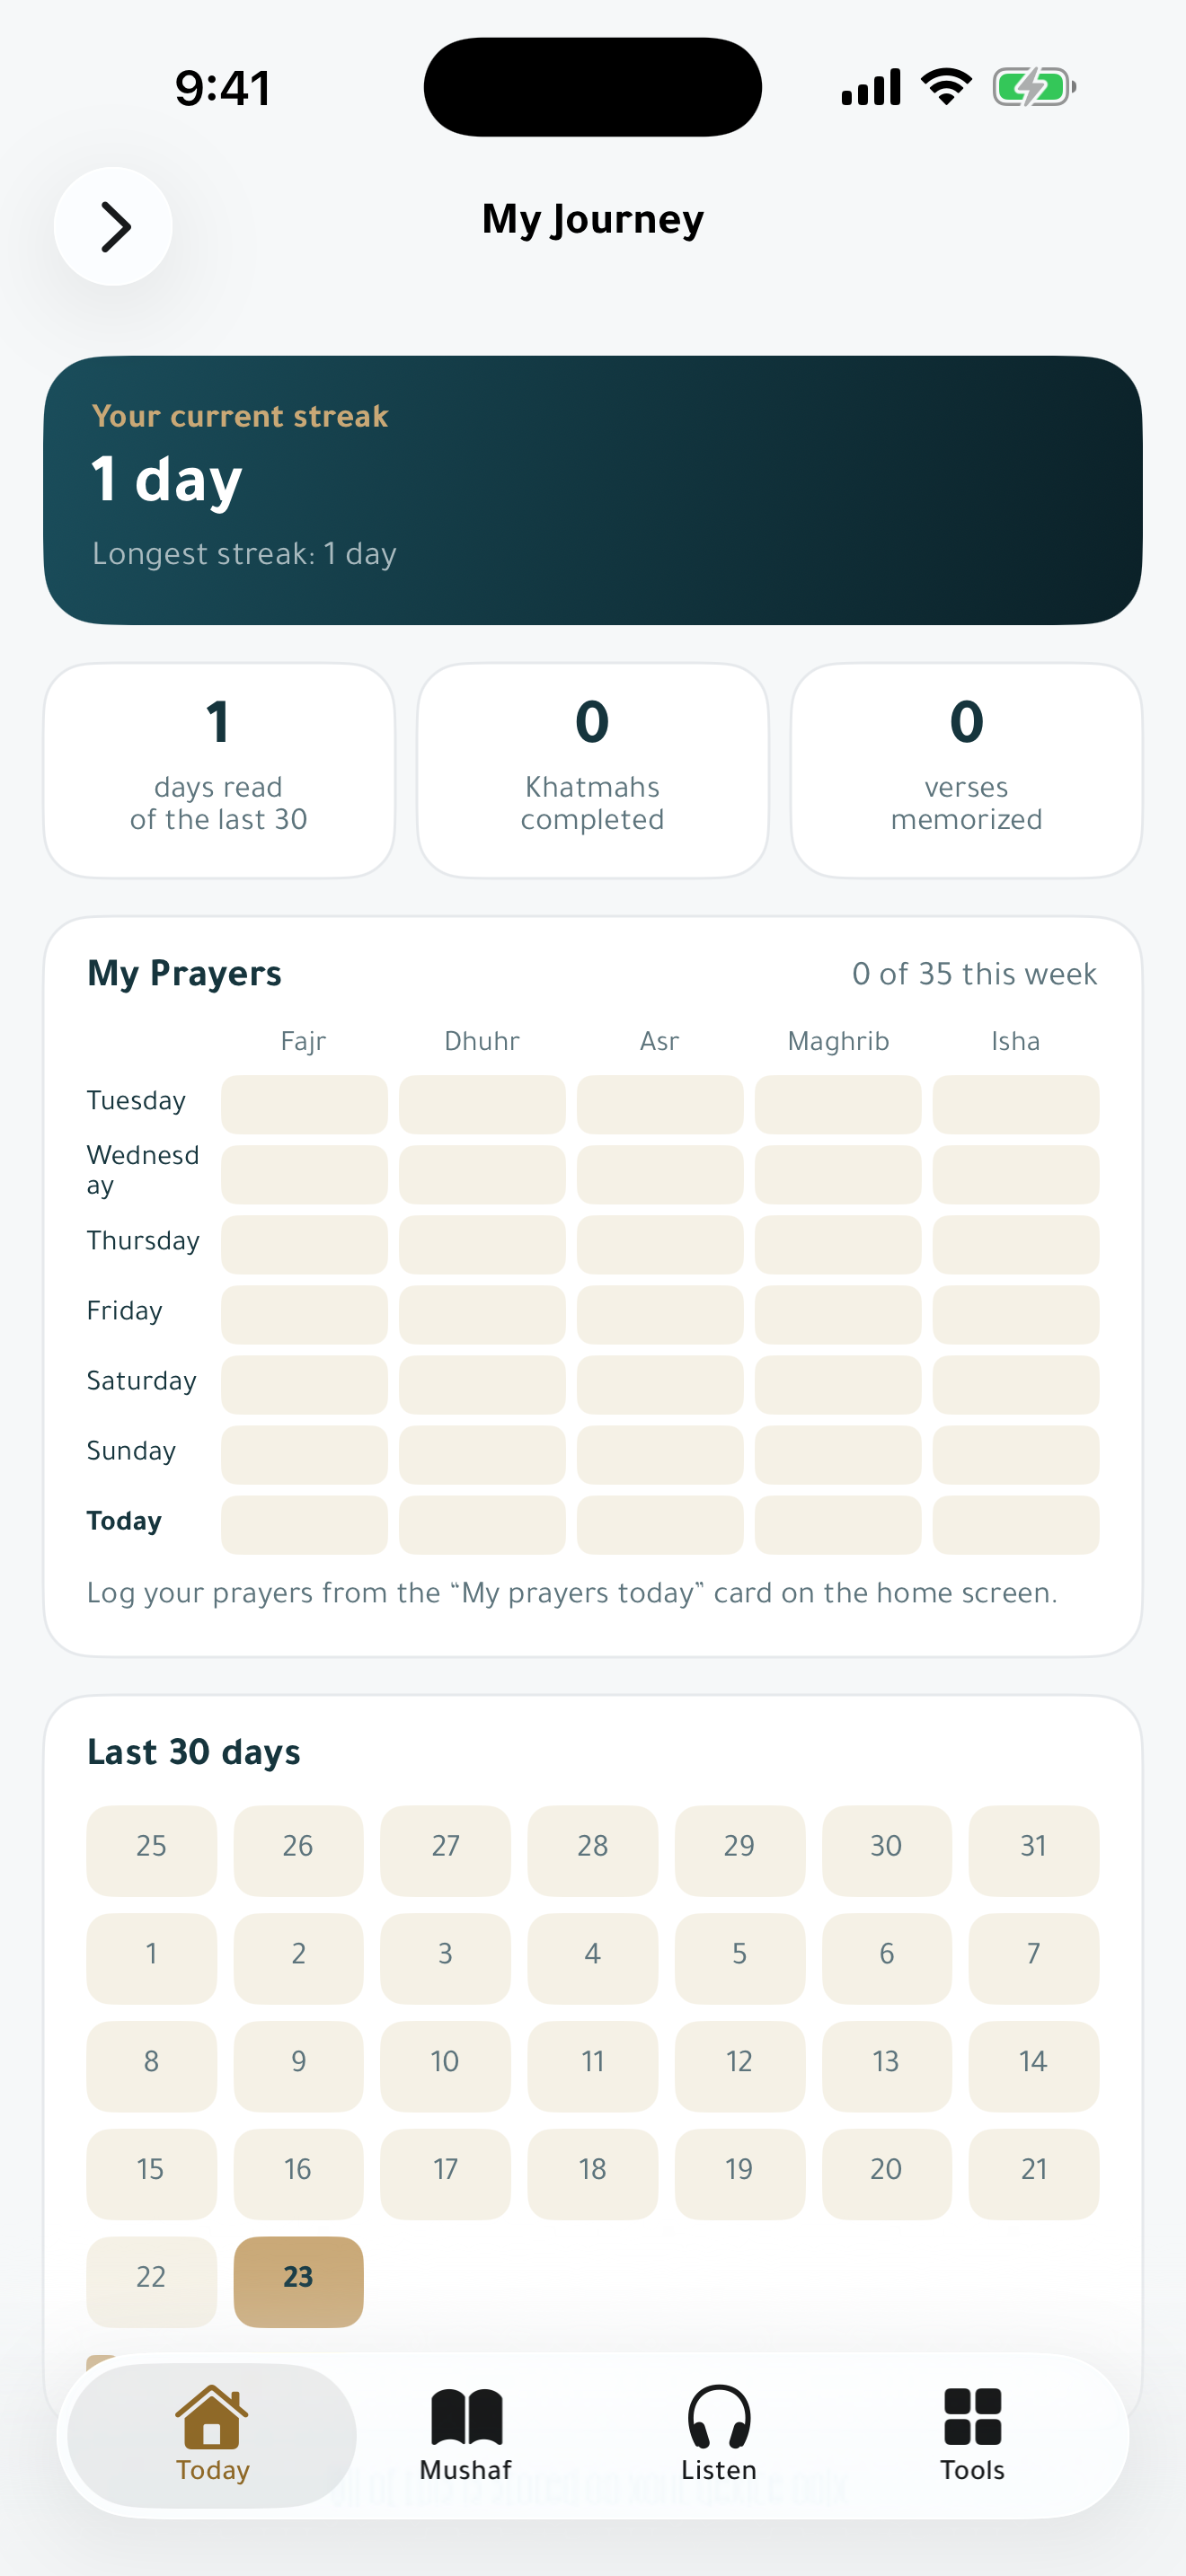 9:41
My Journey
Your current streak
1 day
Longest streak: 1 day
1
days read
of the last 30
0
Khatmahs
completed
0
verses
memorized
My Prayers
0 of 35 this week
Fajr Dhuhr Asr Maghrib Isha
Tuesday
Wednesd
ay
Thursday
Friday
Saturday
Sunday
Today
Log your prayers from the “My prayers today” card on the home screen.
Last 30 days
25 26 27 28 29 30 31
1 2 3 4 5 6 7
8 9 10 11 12 13 14
15 16 17 18 19 20 21
22 23
Today Mushaf Listen Tools